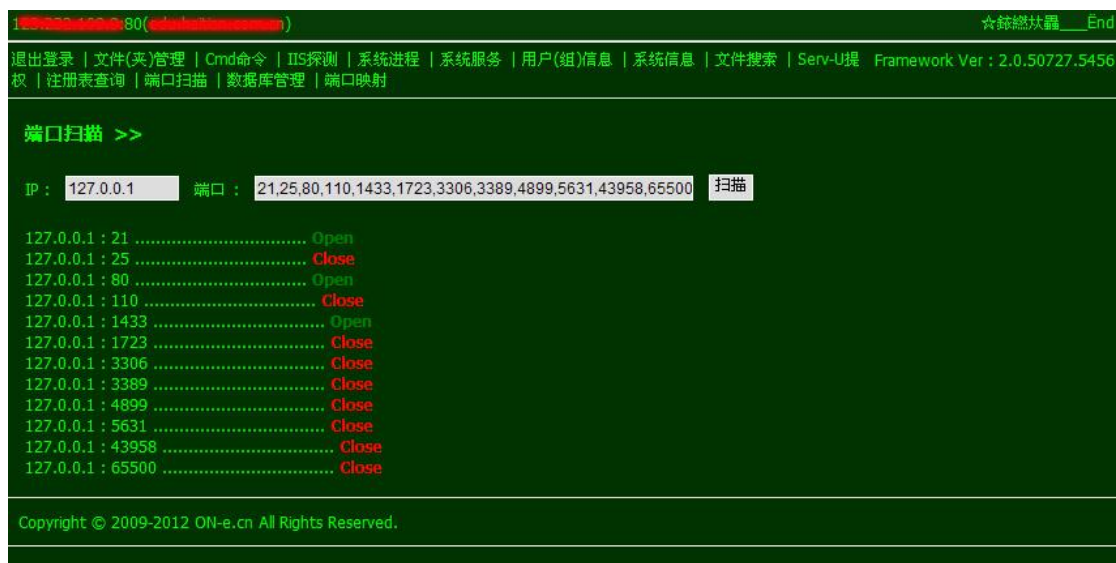 :80(
☆蔠繎炏厵___Ënd
退出登录 | 文件(夹)管理 | Cmd命令 | IIS探测 | 系统进程 | 系统服务 | 用户(组)信息 | 系统信息 | 文件搜索 | Serv-U提
权 | 注册表查询 | 端口扫描 | 数据库管理 | 端口映射
Framework Ver : 2.0.50727.5456
端口扫描 >>
IP : 127.0.0.1 端口 : 21,25,80,110,1433,1723,3306,3389,4899,5631,43958,65500 扫描
127.0.0.1 : 21 ................................ Open
127.0.0.1 : 25 ................................ Close
127.0.0.1 : 80 ................................ Open
127.0.0.1 : 110 ................................ Close
127.0.0.1 : 1433 ................................ Open
127.0.0.1 : 1723 ................................ Close
127.0.0.1 : 3306 ................................ Close
127.0.0.1 : 3389 ................................ Close
127.0.0.1 : 4899 ................................ Close
127.0.0.1 : 5631 ................................ Close
127.0.0.1 : 43958 ................................ Close
127.0.0.1 : 65500 ................................ Close
Copyright © 2009-2012 ON-e.cn All Rights Reserved.